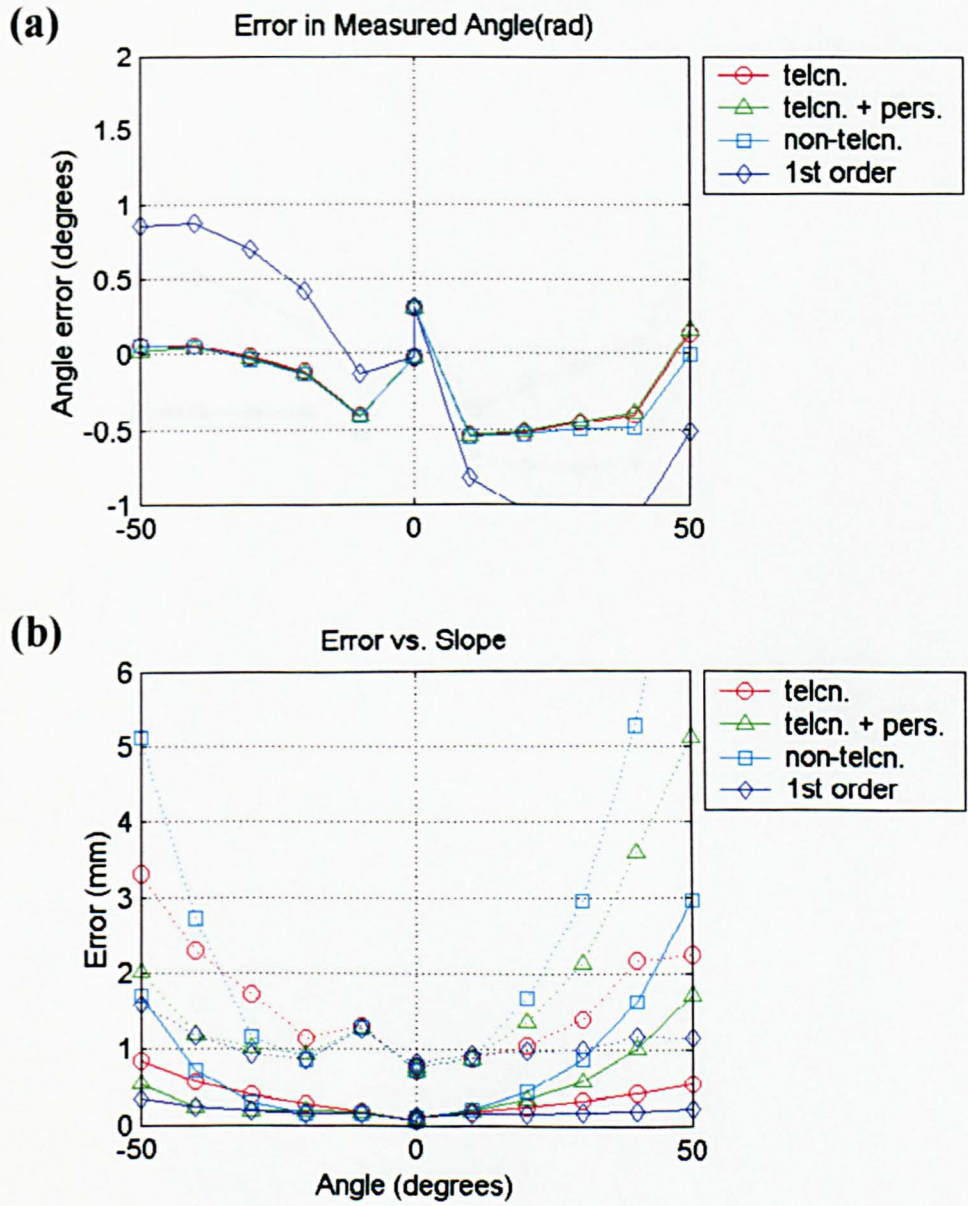 (a)
Error in Measured Angle(rad)
2
1.5
1
0.5
0
-0.5
-1
Angle error (degrees)
-50
0
50
telcn.
telcn. + pers.
non-telcn.
1st order
(b)
Error vs. Slope
6
5
4
3
2
1
0
Error (mm)
-50
0
50
Angle (degrees)
telcn.
telcn. + pers.
non-telcn.
1st order